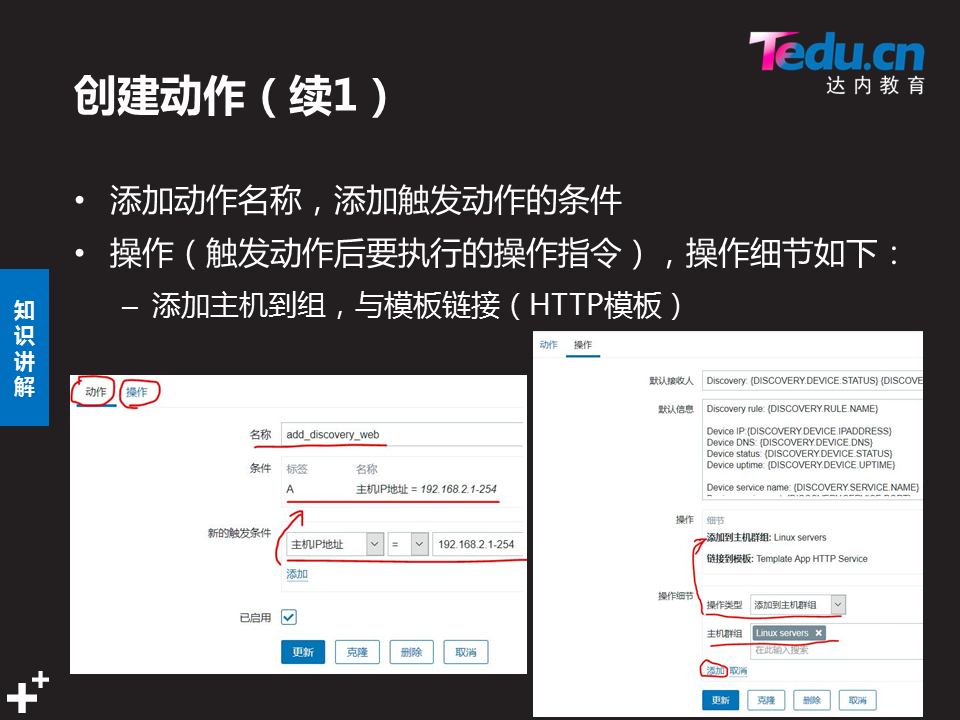 Tedu.cn
达内教育
创建动作（续1）
• 添加动作名称，添加触发动作的条件
• 操作（触发动作后要执行的操作指令），操作细节如下：
– 添加主机到组，与模板链接（HTTP模板）
知识讲解
动作 操作
名称 add_discovery_web
条件 标签 名称
A 主机IP地址 = 192.168.2.1-254
新的触发条件
主机IP地址 = 192.168.2.1-254
添加
已启用
更新 克隆 删除 取消
动作 操作
默认接收人 Discovery: {DISCOVERY.DEVICE.STATUS} {DISCOVE
默认信息 Discovery rule: {DISCOVERY.RULE.NAME}
Device IP:{DISCOVERY.DEVICE.IPADDRESS}
Device DNS: {DISCOVERY.DEVICE.DNS}
Device status: {DISCOVERY.DEVICE.STATUS}
Device uptime: {DISCOVERY.DEVICE.UPTIME}
Device service name: {DISCOVERY.SERVICE.NAME}
操作 细节
添加到主机群组: Linux servers
链接到模板: Template App HTTP Service
操作细节
操作类型 添加到主机群组
主机群组 Linux servers ×
在此输入搜索
添加 取消
更新 克隆 删除 取消